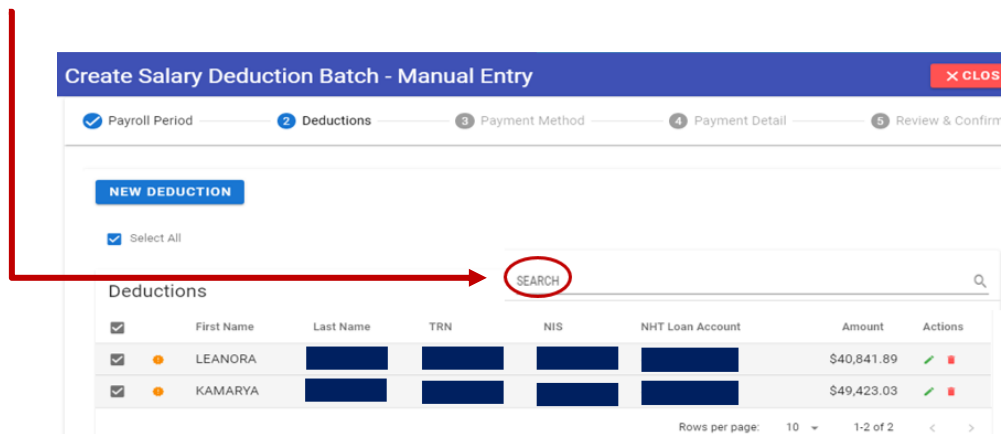 Create Salary Deduction Batch - Manual Entry CLOS
Payroll Period 2 Deductions 3 Payment Method 4 Payment Detail 5 Review & Confirm
NEW DEDUCTION
Select All
SEARCH
Deductions
First Name Last Name TRN NIS NHT Loan Account Amount Actions
LEANORA $40,841.89
KAMARYA $49,423.03
Rows per page: 10 1-2 of 2